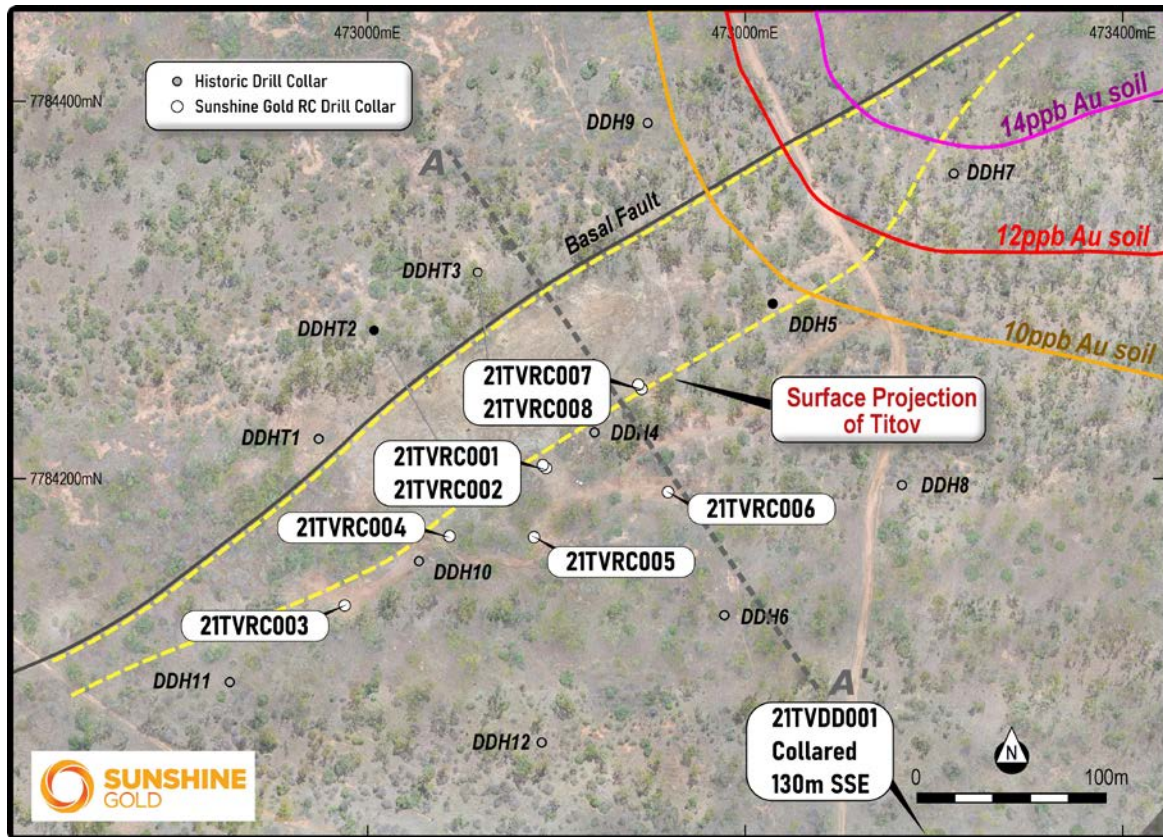 473000mE
473000mE
473400mE
Historic Drill Collar
Sunshine Gold RC Drill Collar
7784400mN
DDH9
14ppb Au soil
A
DDH7
Basal Fault
12ppb Au soil
DDHT3
DDHT2
DDH5
10ppb Au soil
21TVRC007
21TVRC008
Surface Projection
of Titov
DDHT1
DDH4
21TVRC001
21TVRC002
7784200mN
DDH8
21TVRC006
21TVRC004
21TVRC005
DDH10
21TVRC003
DDH6
DDH11
A'
21TVDD001
Collared
130m SSE
DDH12
N
SUNSHINE
GOLD
0 100m